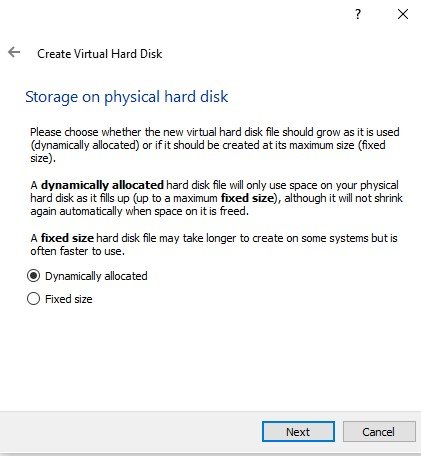 ?
Create Virtual Hard Disk
Storage on physical hard disk
Please choose whether the new virtual hard disk file should grow as it is used
(dynamically allocated) or if it should be created at its maximum size (fixed
size).
A dynamically allocated hard disk file will only use space on your physical
hard disk as it fills up (up to a maximum fixed size), although it will not shrink
again automatically when space on it is freed.
A fixed size hard disk file may take longer to create on some systems but is
often faster to use.
Dynamically allocated
Fixed size
Next Cancel